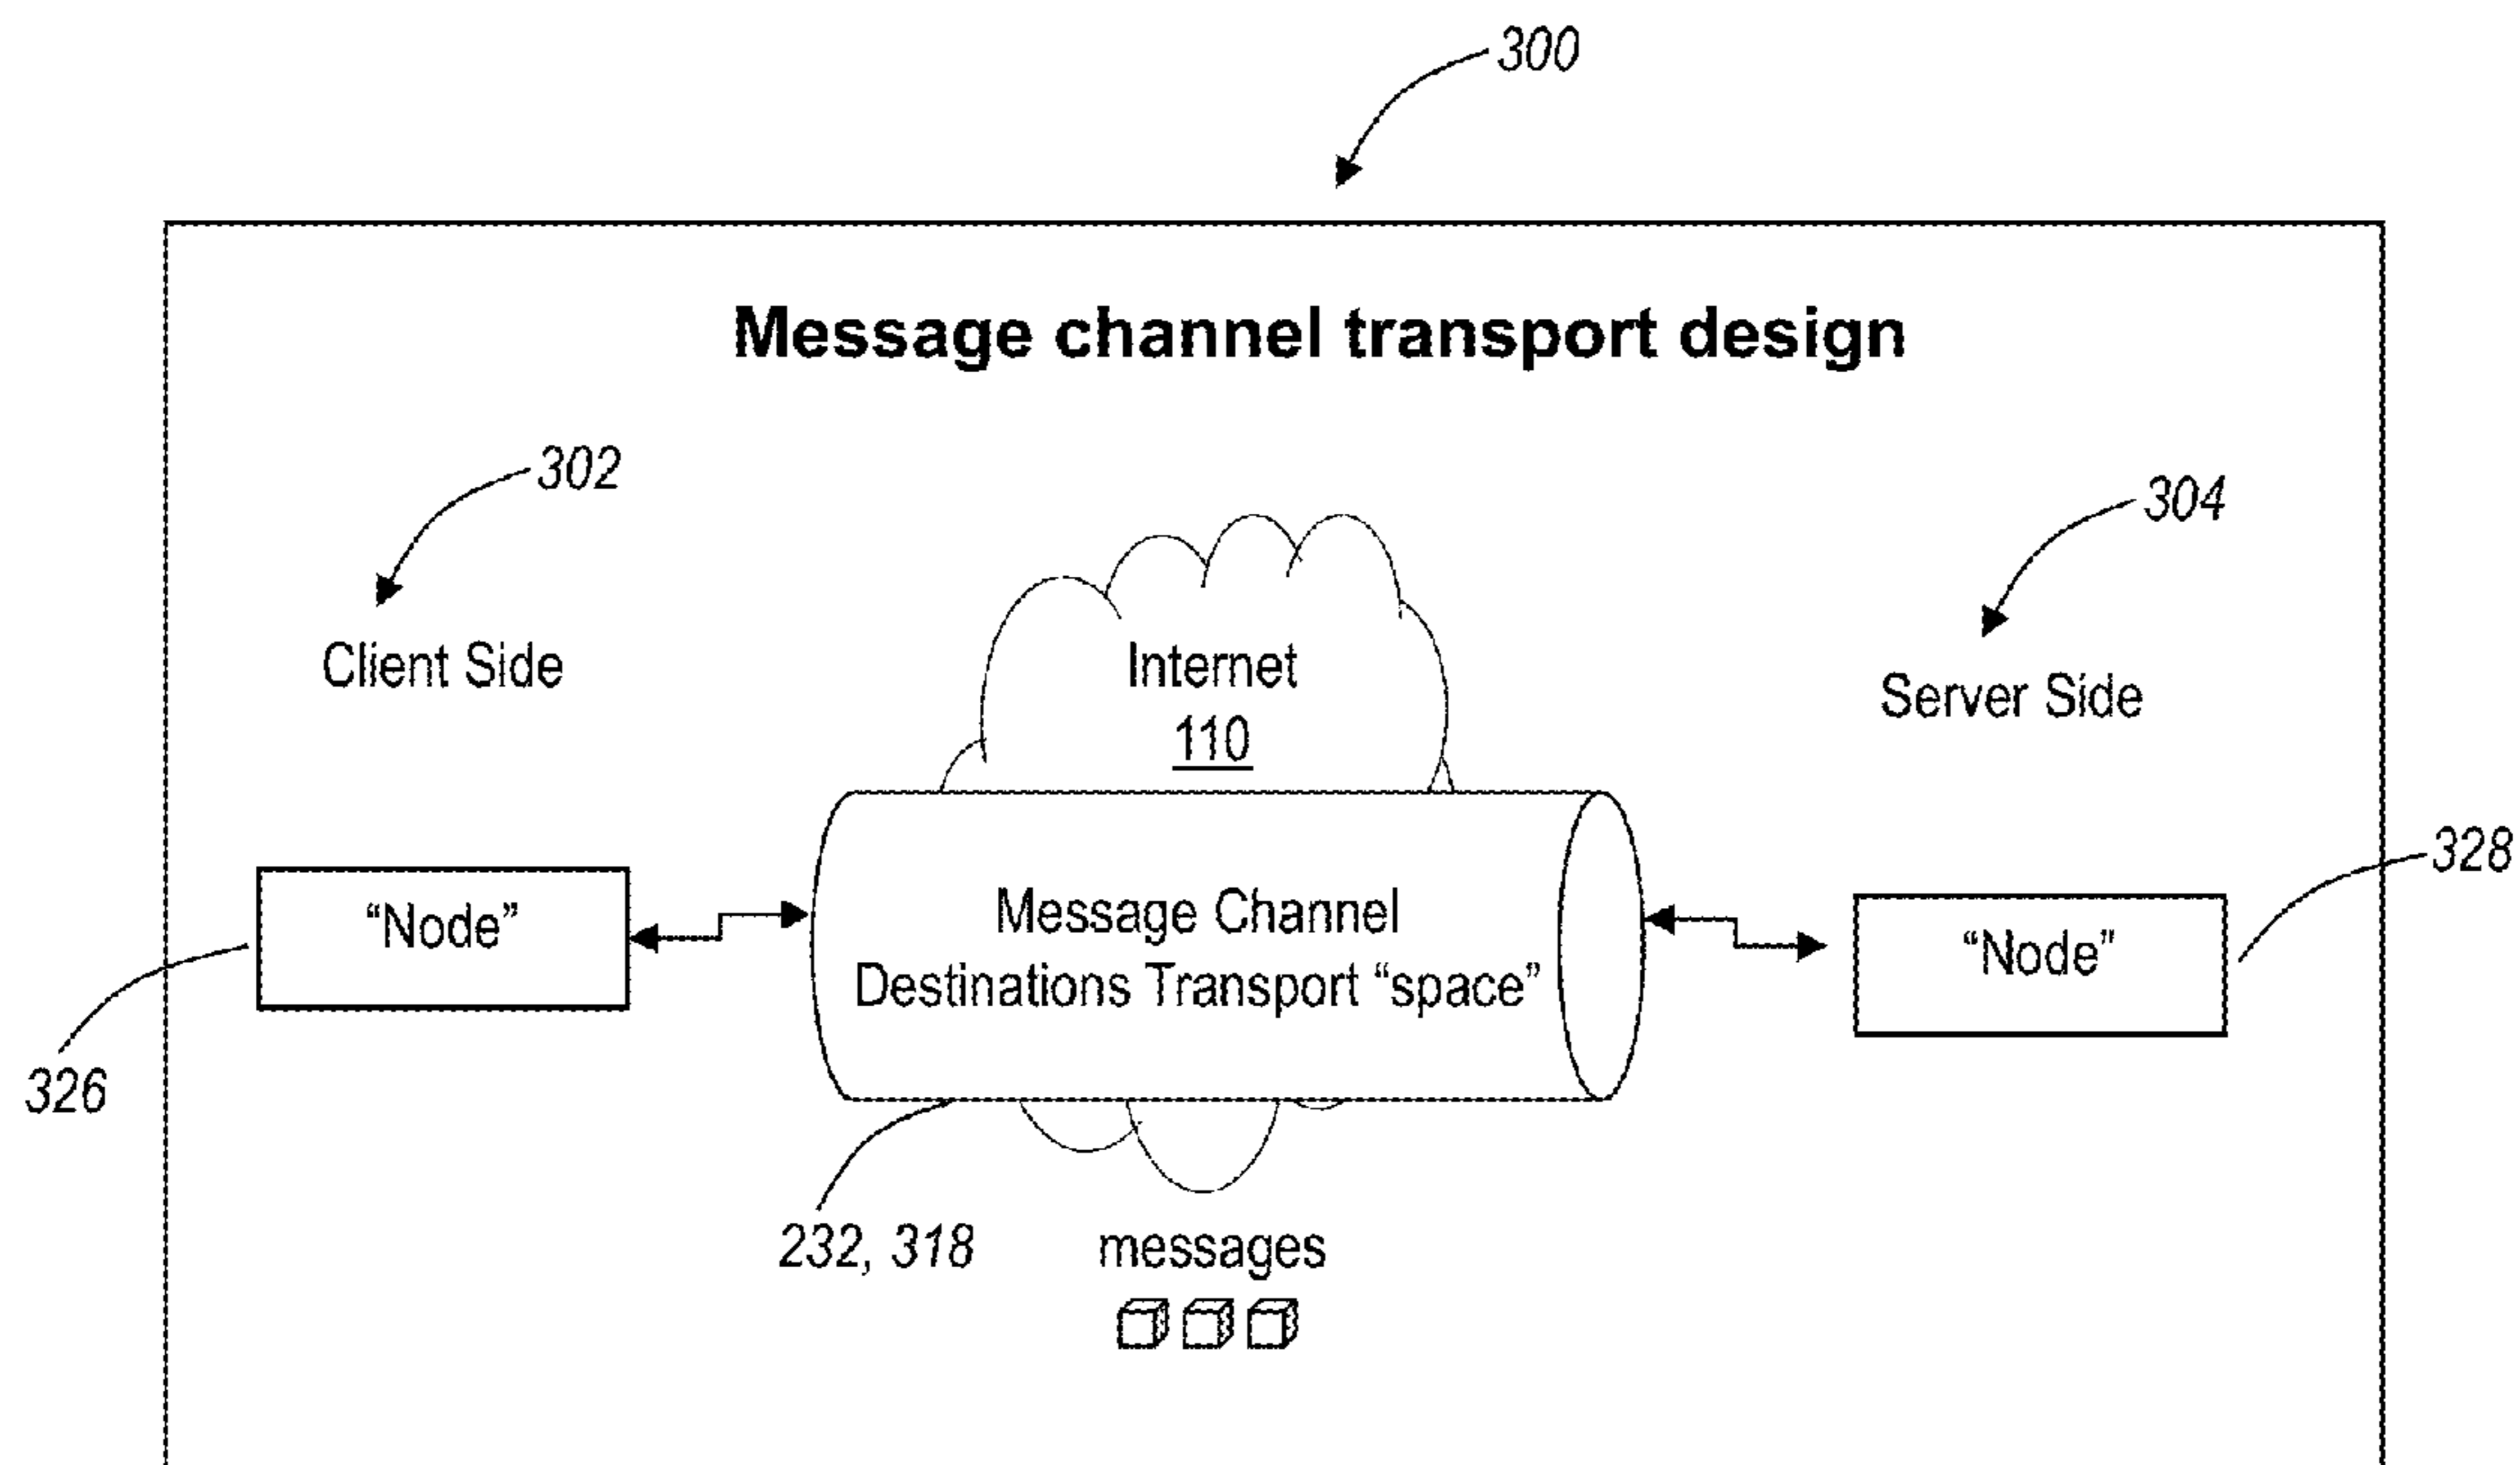 300
Message channel transport design
302
304
Client Side
Internet
Server Side
110
328
“Node”
Message Channel
“Node”
Destinations Transport “space”
326
232, 318
messages